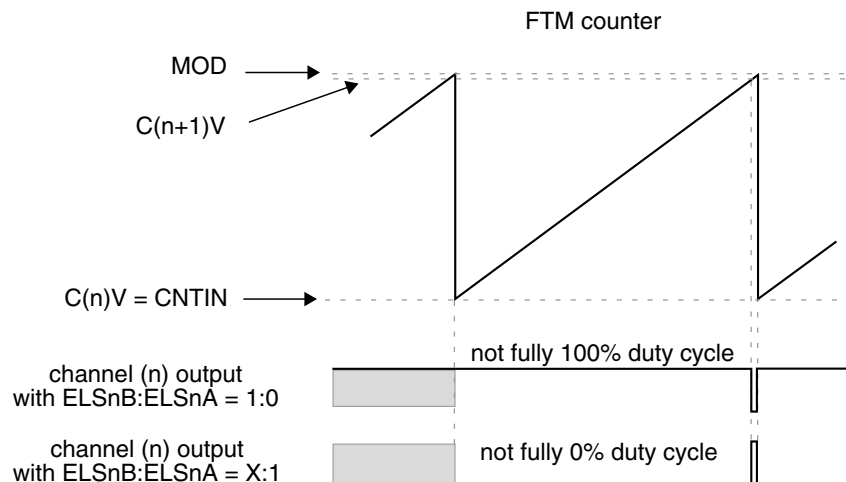 FTM counter
MOD
C(n+1)V
C(n)V = CNTIN
not fully 100% duty cycle
channel (n) output
with ELSnB:ELSnA = 1:0
channel (n) output
with ELSnB:ELSnA = X:1
not fully 0% duty cycle